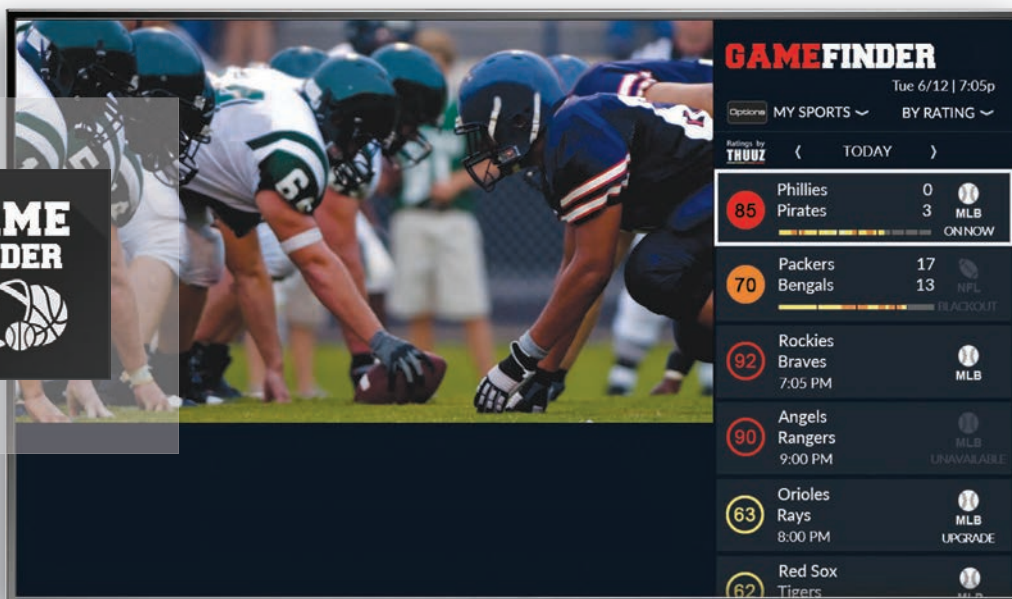 AME
DER
GAMEFINDER
Tue 6/12 | 7:05p
Options MY SPORTS BY RATING
Ratings by
THUUZ
TODAY
85
Phillies 0
Pirates 3
MLB
ON NOW
70
Packers 17
Bengals 13
NFL
BLACKOUT
92
Rockies
Braves
7:05 PM
MLB
90
Angels
Rangers
9:00 PM
MLB
UNAVAILABLE
63
Orioles
Rays
8:00 PM
MLB
UPGRADE
62
Red Sox
Tigers
MLB